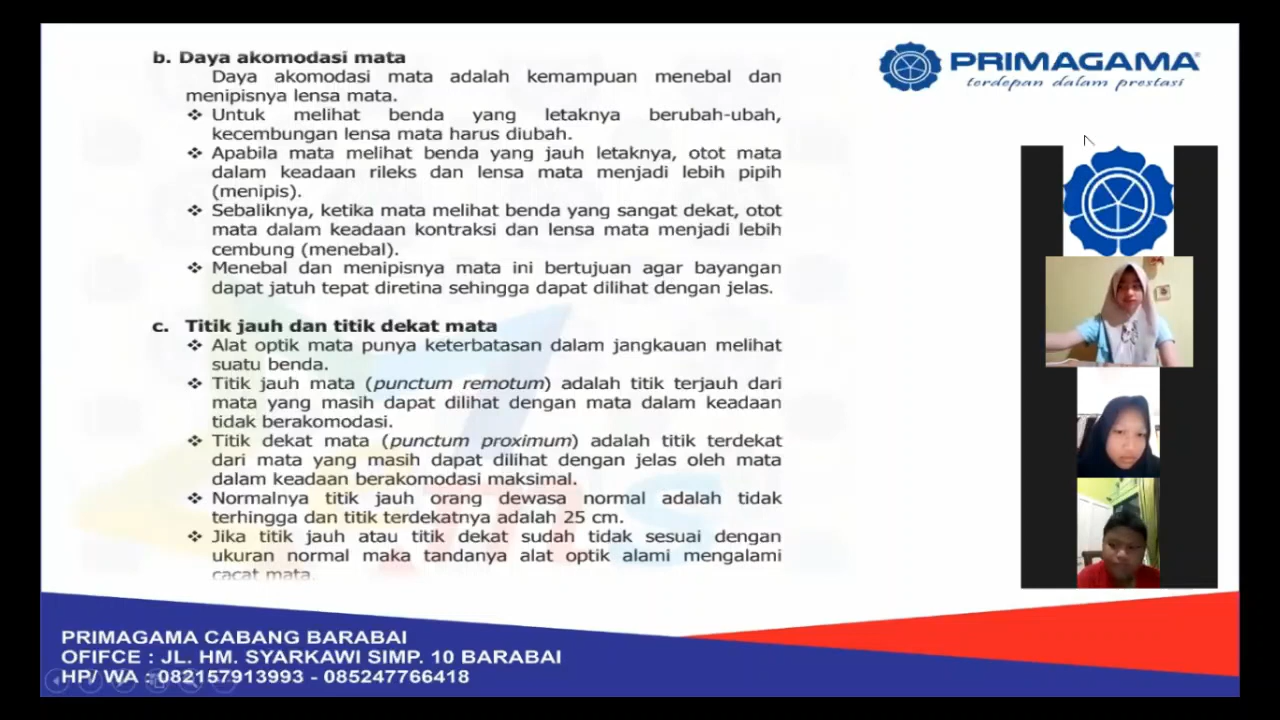 b. Daya akomodasi mata
Daya akomodasi mata adalah kemampuan menebal dan
menipisnya lensa mata.
❖ Untuk melihat benda yang letaknya berubah-ubah,
kecembungan lensa mata harus diubah.
❖ Apabila mata melihat benda yang jauh letaknya, otot mata
dalam keadaan rileks dan lensa mata menjadi lebih pipih
(menipis).
❖ Sebaliknya, ketika mata melihat benda yang sangat dekat, otot
mata dalam keadaan kontraksi dan lensa mata menjadi lebih
cembung (menebal).
❖ Menebal dan menipisnya mata ini bertujuan agar bayangan
dapat jatuh tepat diretina sehingga dapat dilihat dengan jelas.
c. Titik jauh dan titik dekat mata
❖ Alat optik mata punya keterbatasan dalam jangkauan melihat
suatu benda.
❖ Titik jauh mata (punctum remotum) adalah titik terjauh dari
mata yang masih dapat dilihat dengan mata dalam keadaan
tidak berakomodasi.
❖ Titik dekat mata (punctum proximum) adalah titik terdekat
dari mata yang masih dapat dilihat dengan jelas oleh mata
dalam keadaan berakomodasi maksimal.
❖ Normalnya titik jauh orang dewasa normal adalah tidak
terhingga dan titik terdekatnya adalah 25 cm.
❖ Jika titik jauh atau titik dekat sudah tidak sesuai dengan
ukuran normal maka tandanya alat optik alami mengalami
cacat mata.
PRIMAGAMA
terdepan dalam prestasi
PRIMAGAMA CABANG BARABAI
OFIFCE : JL. HM. SYARKAWI SIMP. 10 BARABAI
HP/ WA : 082157913993 - 085247766418